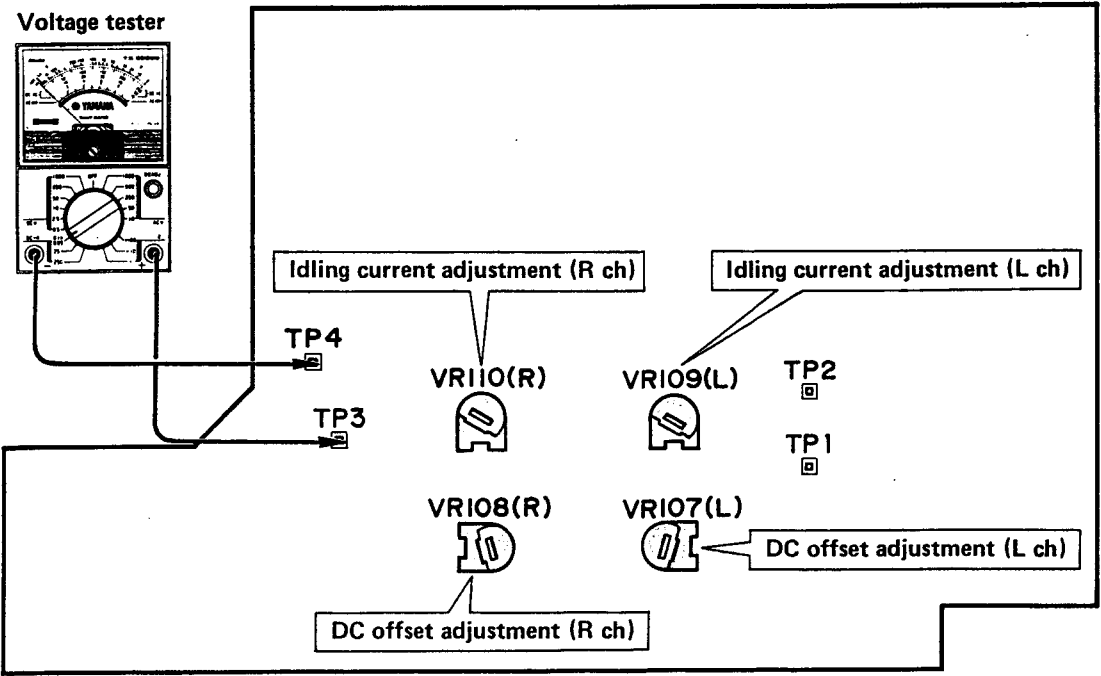 Voltage tester
YAMAHA
OFF
Idling current adjustment (R ch)
Idling current adjustment (L ch)
TP4
VR110(R)
VR109(L)
TP2
TP3
TP1
VR108(R)
VR107(L)
DC offset adjustment (L ch)
DC offset adjustment (R ch)